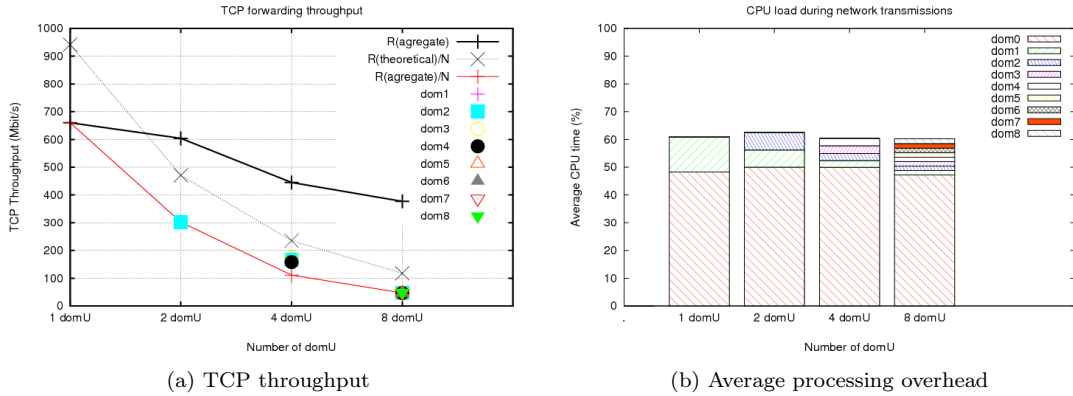 TCP forwarding throughput
TCP Throughput (Mbit/s)
1000
900
800
700
600
500
400
300
200
100
0
R(agregate)
R(theoretical)/N
R(agregate)/N
dom1
dom2
dom3
dom4
dom5
dom6
dom7
dom8
1 domU
2 domU
4 domU
8 domU
Number of domU
(a) TCP throughput
CPU load during network transmissions
Average CPU time (%)
100
90
80
70
60
50
40
30
20
10
0
dom0
dom1
dom2
dom3
dom4
dom5
dom6
dom7
dom8
.
1 domU
2 domU
4 domU
8 domU
Number of domU
(b) Average processing overhead